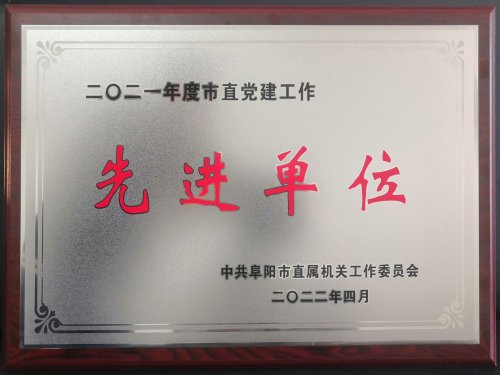 二〇二一年度市直党建工作
先进单位
中共阜阳市直属机关工作委员会
二〇二二年四月